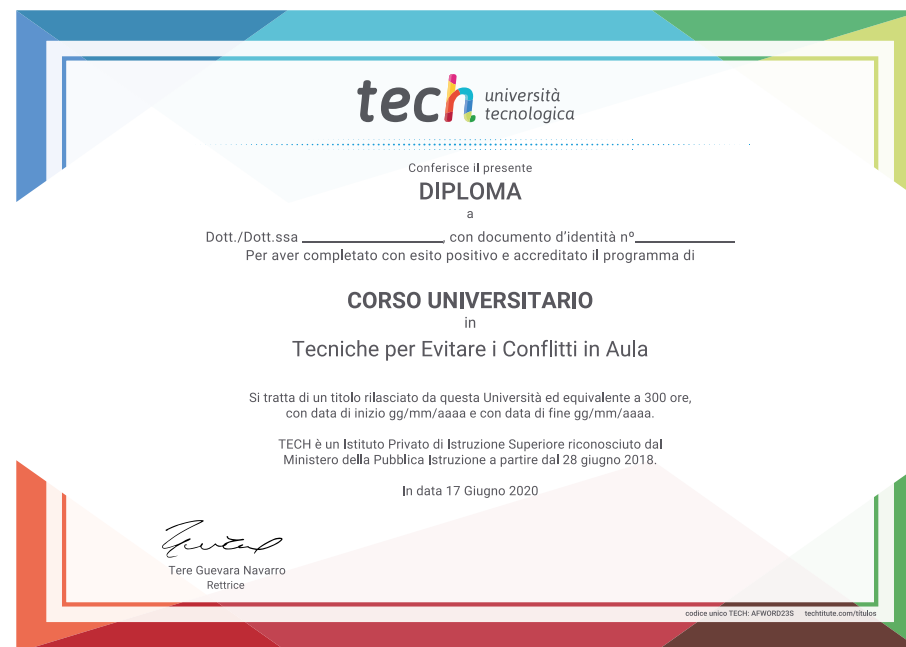 tech università
tecnologica
Conferisce il presente
DIPLOMA
a
Dott./Dott.ssa ____________________, con documento d'identità nº______________
Per aver completato con esito positivo e accreditato il programma di
CORSO UNIVERSITARIO
in
Tecniche per Evitare i Conflitti in Aula
Si tratta di un titolo rilasciato da questa Università ed equivalente a 300 ore,
con data di inizio gg/mm/aaaa e con data di fine gg/mm/aaaa.
TECH è un Istituto Privato di Istruzione Superiore riconosciuto dal
Ministero della Pubblica Istruzione a partire dal 28 giugno 2018.
In data 17 Giugno 2020
Tere Guevara Navarro
Rettrice
codice unico TECH: AFWORD23S techtitute.com/titulos